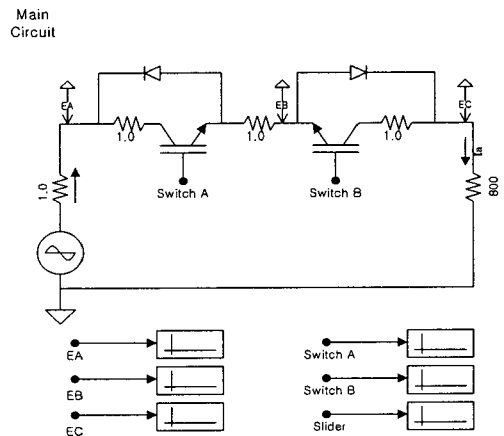 Main
Circuit
EA
EB
EC
1.0
1.0
1.0
Switch A
Switch B
1.0
Ia
800
EA
Switch A
EB
Switch B
EC
Slider